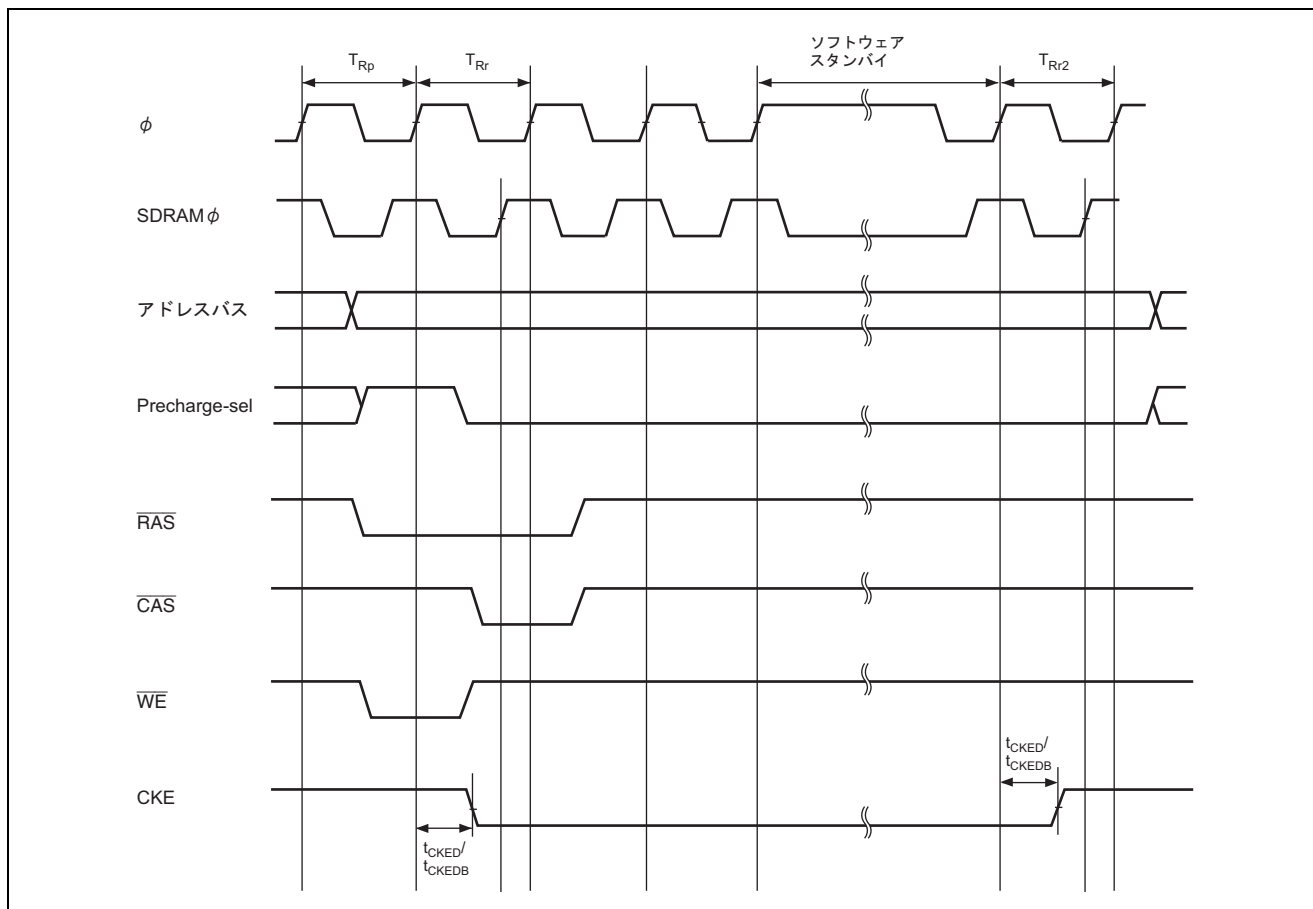 ソフトウェア
スタンバイ
TRp
TRr
TRr2
φ
SDRAMφ
アドレスバス
Precharge-sel
RAS
CAS
WE
tCKED/
tCKEDB
CKE
tCKED/
tCKEDB